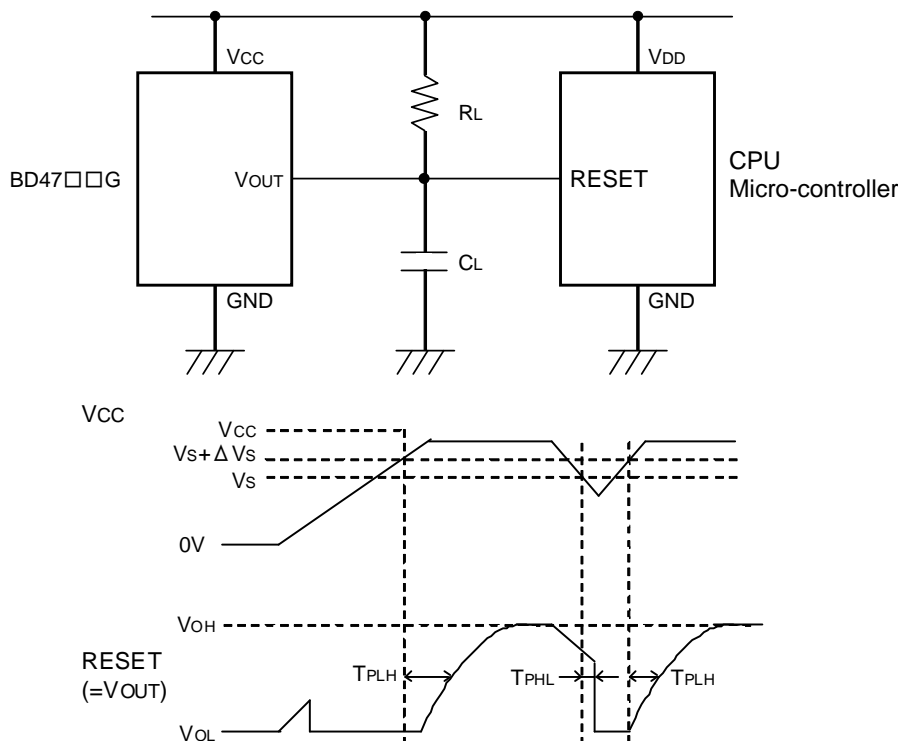 VCC
VDD
RL
BD47□□G
VOUT
RESET
CPU
Micro-controller
CL
GND
GND
VCC
VCC
VS+ΔVS
VS
0V
VOH
RESET
(=VOUT)
TPLH
TPHL
TPLH
VOL